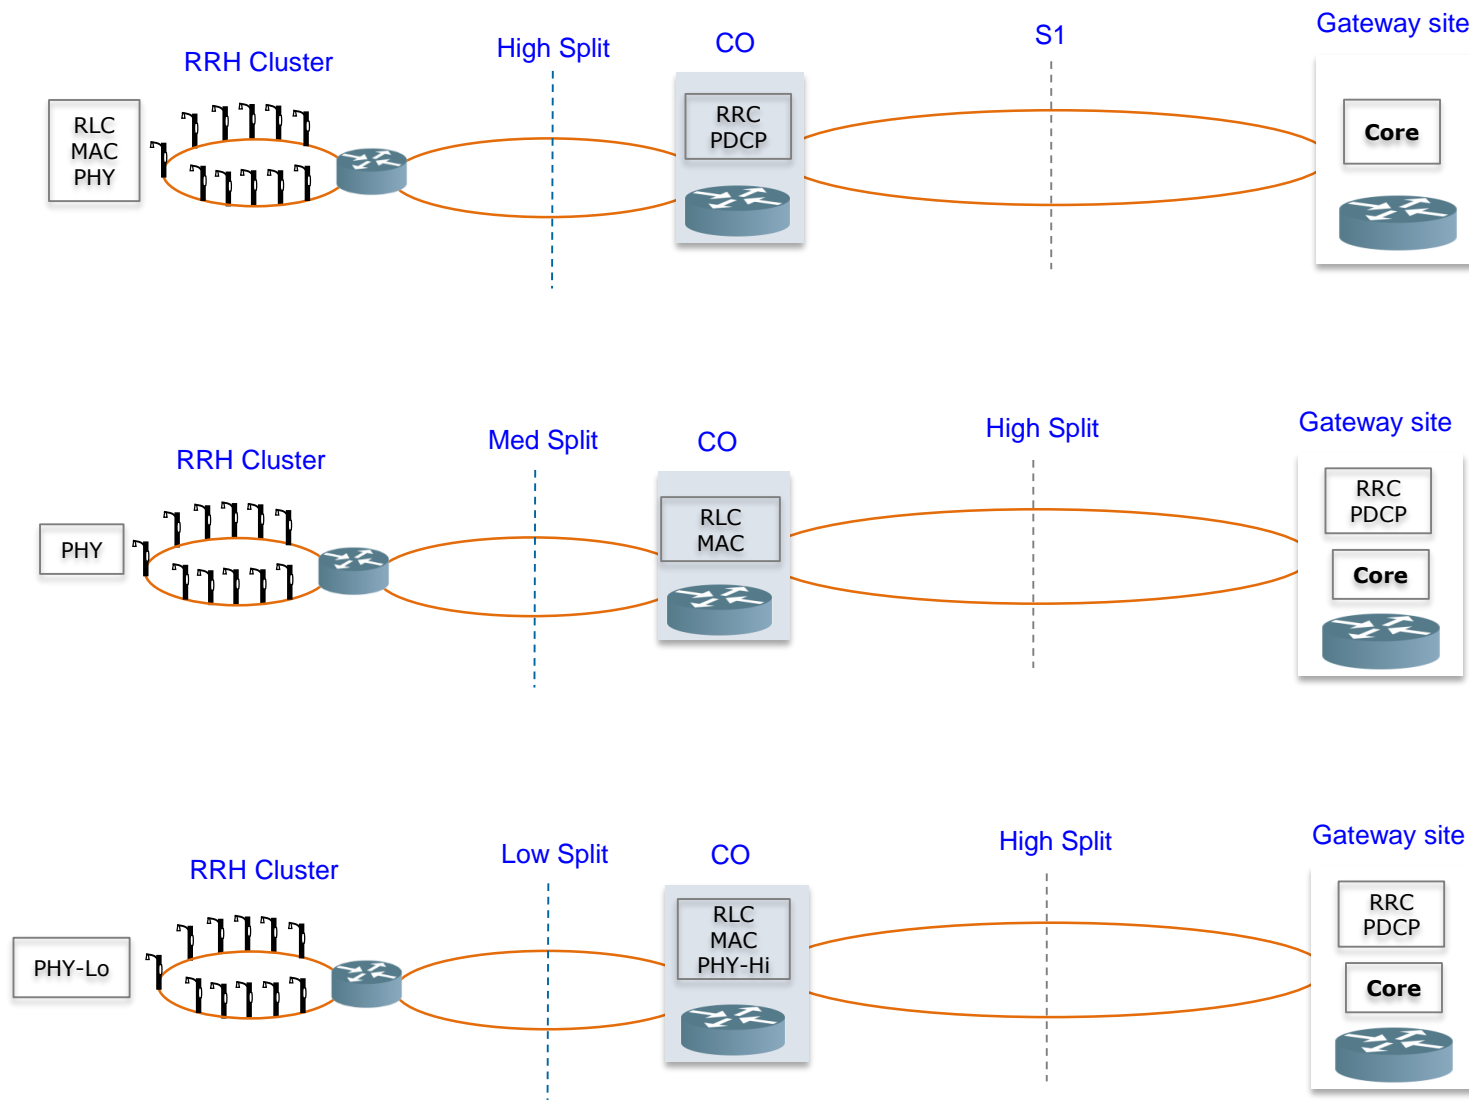 Gateway site
S1
CO
High Split
RRH Cluster
RLC
MAC
PHY
RRC
PDCP
Core
Gateway site
High Split
Med Split
CO
RRH Cluster
PHY
RLC
MAC
RRC
PDCP
Core
Gateway site
High Split
Low Split
CO
RRH Cluster
PHY-Lo
RLC
MAC
PHY-Hi
RRC
PDCP
Core